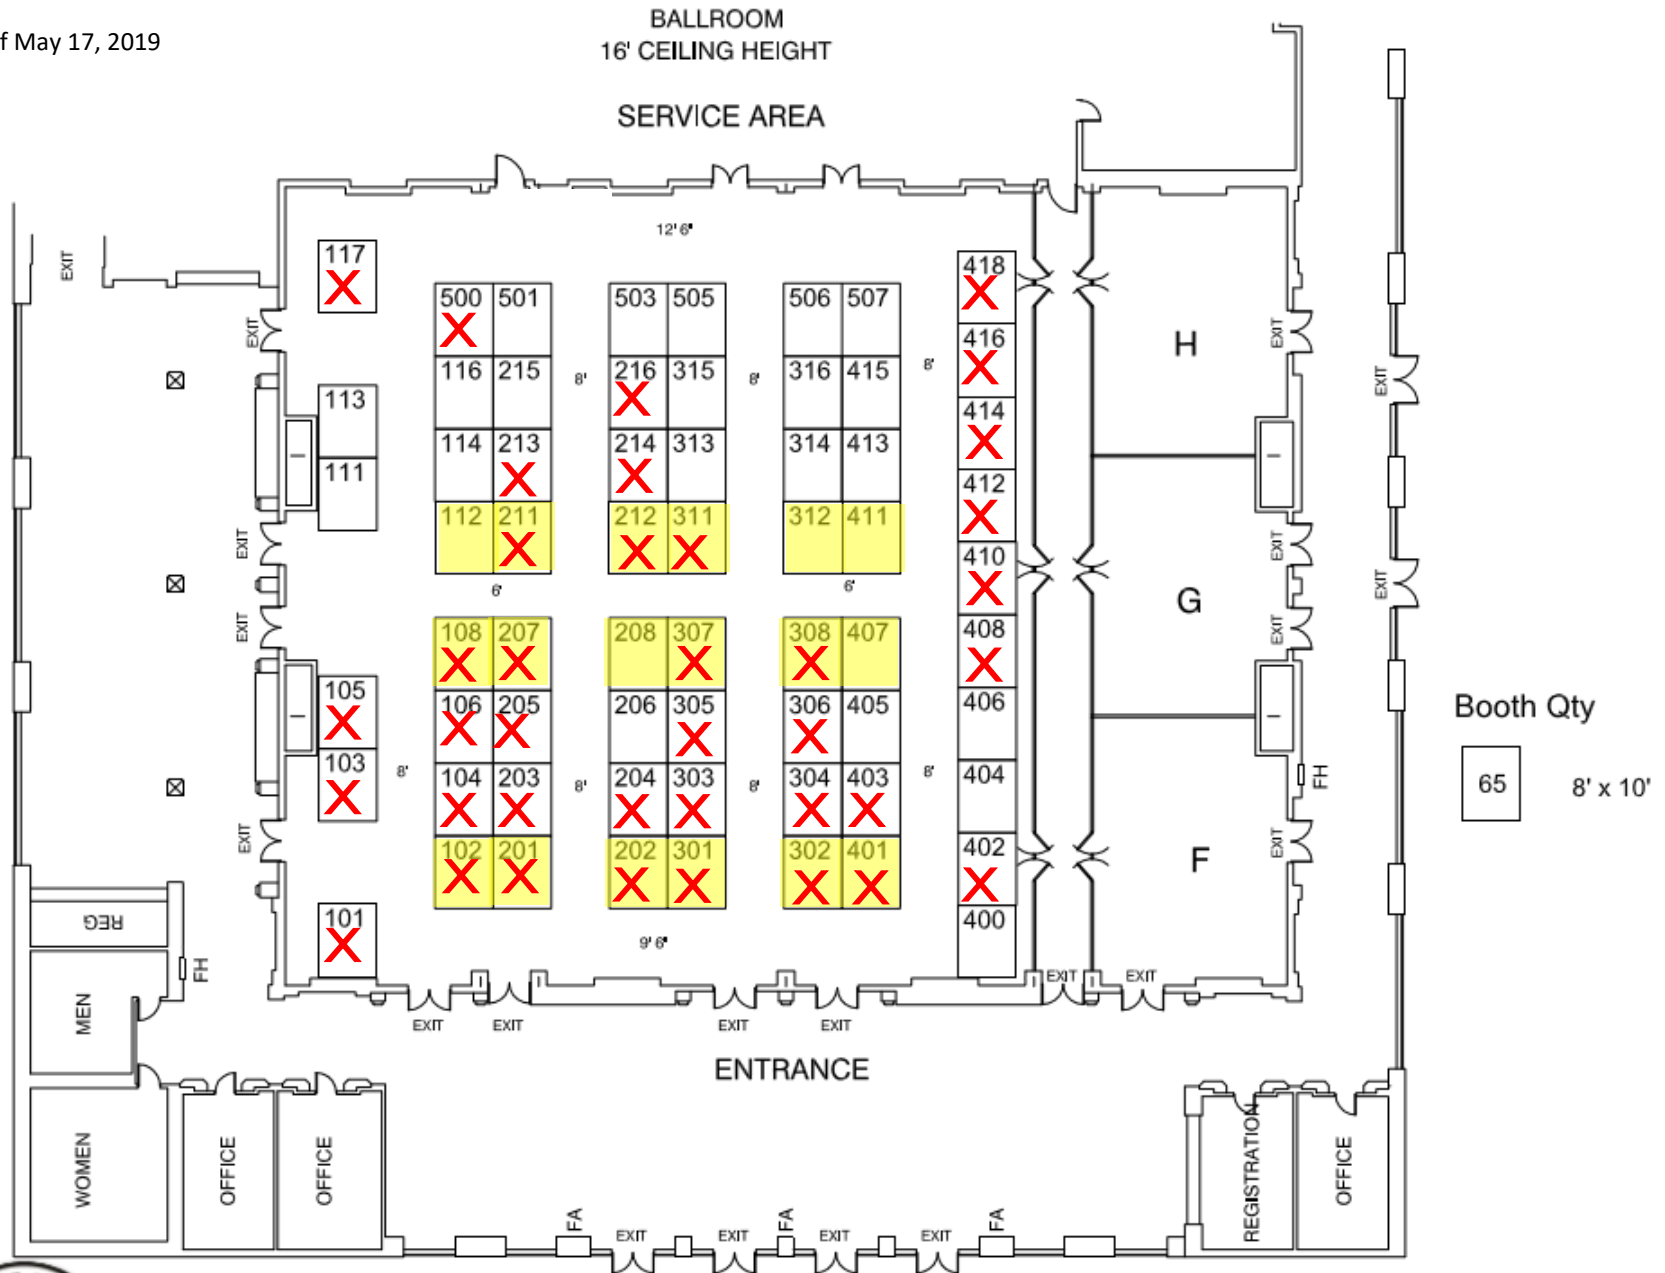 f May 17, 2019
BALLROOM
16' CEILING HEIGHT
SERVICE AREA
12' 6"
EXIT
117
418
500 501 503 505 506 507
EXIT
416
H
EXIT
116 215 8' 216 315 8' 316 415 8'
EXIT
113
414
114 213 214 313 314 413
111
412
112 211 212 311 312 411
EXIT
410
EXIT
6' 6'
G
EXIT
108 207 208 307 308 407
408
EXIT
EXIT
105
106 205 206 305 306 405
406
Booth Qty
103
8' 104 203 8' 204 303 8' 304 403 8'
404
FH
65 8' x 10'
EXIT
102 201 202 301 302 401
402
F
EXIT
REG
101
400
9' 6"
FH
EXIT EXIT
MEN
EXIT EXIT EXIT EXIT
ENTRANCE
WOMEN
OFFICE
OFFICE
REGISTRATION
OFFICE
FA FA FA
EXIT EXIT EXIT EXIT